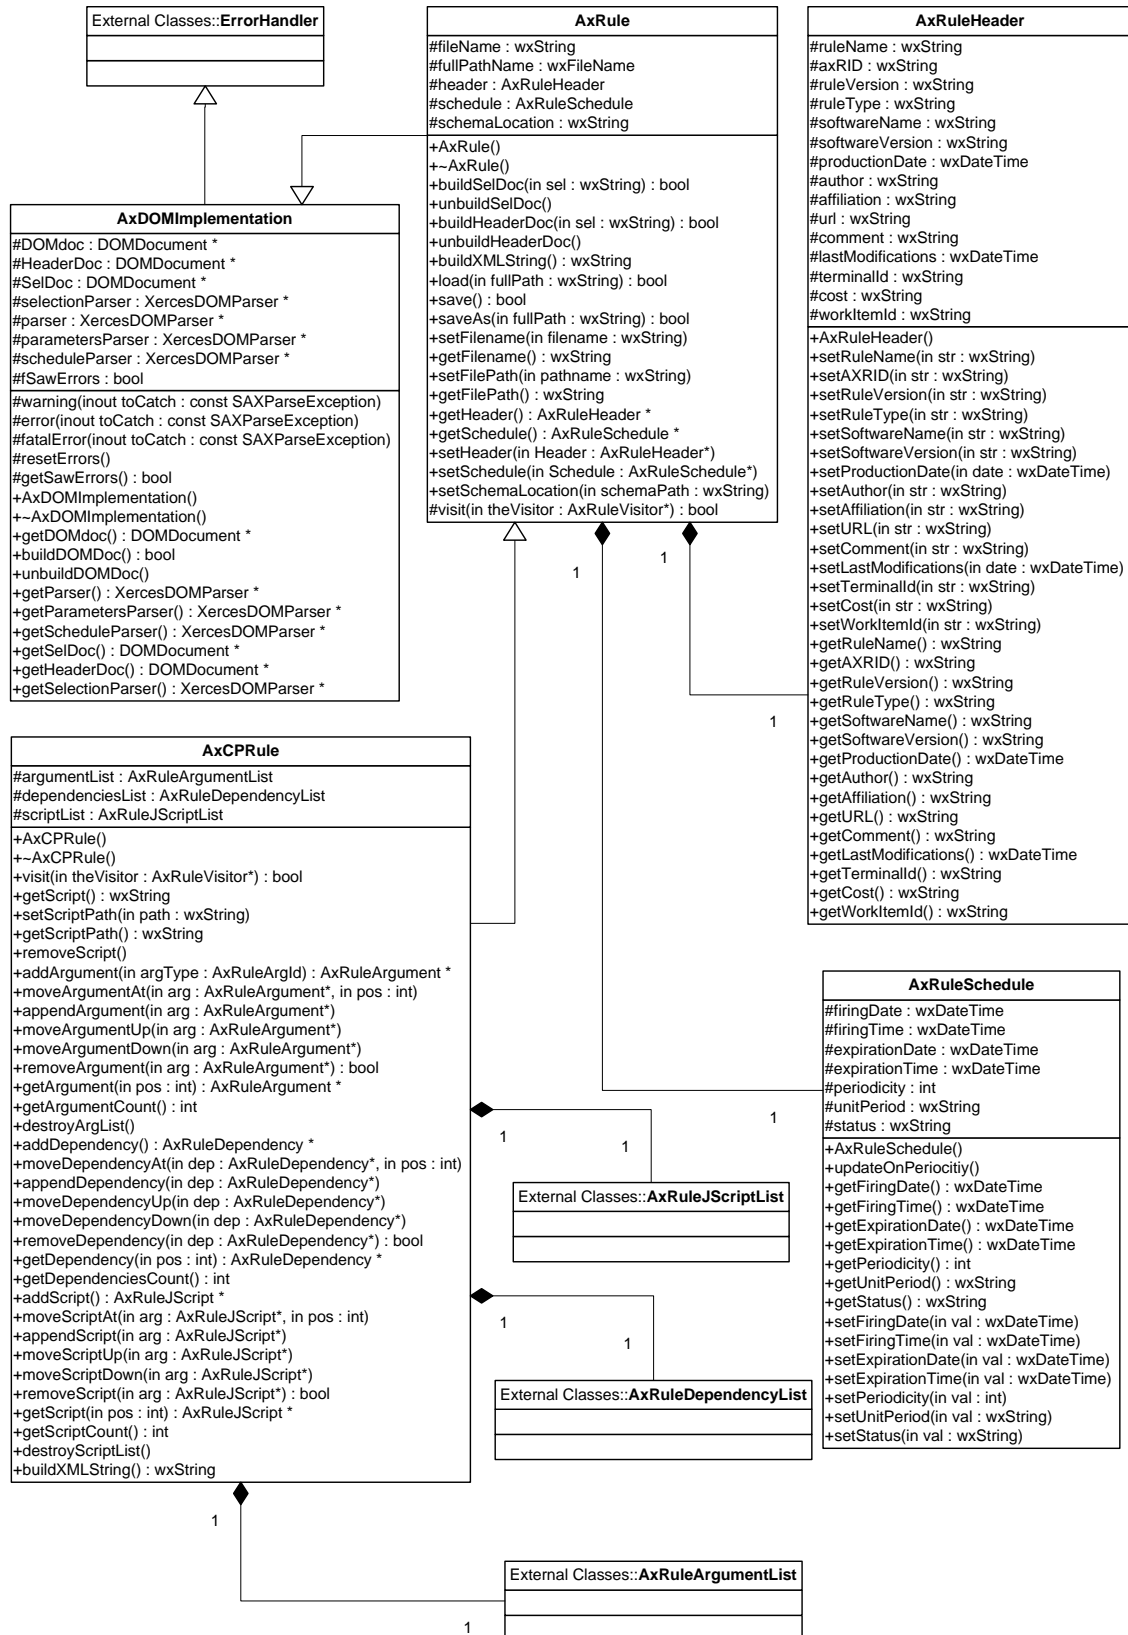 External Classes::ErrorHandler
AxRule
#fileName : wxString
#fullPathName : wxFileName
#header : AxRuleHeader
#schedule : AxRuleSchedule
#schemaLocation : wxString
+AxRule()
+~AxRule()
+buildSelDoc(in sel : wxString) : bool
+unbuildSelDoc()
+buildHeaderDoc(in sel : wxString) : bool
+unbuildHeaderDoc()
+buildXMLString() : wxString
+load(in fullPath : wxString) : bool
+save() : bool
+saveAs(in fullPath : wxString) : bool
+setFilename(in filename : wxString)
+getFilename() : wxString
+setFilePath(in pathname : wxString)
+getFilePath() : wxString
+getHeader() : AxRuleHeader *
+getSchedule() : AxRuleSchedule *
+setHeader(in Header : AxRuleHeader*)
+setSchedule(in Schedule : AxRuleSchedule*)
+setSchemaLocation(in schemaPath : wxString)
#visit(in theVisitor : AxRuleVisitor*) : bool
1
1
AxRuleHeader
#ruleName : wxString
#axRID : wxString
#ruleVersion : wxString
#ruleType : wxString
#softwareName : wxString
#softwareVersion : wxString
#productionDate : wxDateTime
#author : wxString
#affiliation : wxString
#url : wxString
#comment : wxString
#lastModifications : wxDateTime
#terminalId : wxString
#cost : wxString
#workItemId : wxString
+AxRuleHeader()
+setRuleName(in str : wxString)
+setAXRID(in str : wxString)
+setRuleVersion(in str : wxString)
+setRuleType(in str : wxString)
+setSoftwareName(in str : wxString)
+setSoftwareVersion(in str : wxString)
+setProductionDate(in date : wxDateTime)
+setAuthor(in str : wxString)
+setAffiliation(in str : wxString)
+setURL(in str : wxString)
+setComment(in str : wxString)
+setLastModifications(in date : wxDateTime)
+setTerminalId(in str : wxString)
+setCost(in str : wxString)
+setWorkItemId(in str : wxString)
+getRuleName() : wxString
+getAXRID() : wxString
+getRuleVersion() : wxString
+getRuleType() : wxString
+getSoftwareName() : wxString
+getSoftwareVersion() : wxString
+getProductionDate() : wxDateTime
+getAuthor() : wxString
+getAffiliation() : wxString
+getURL() : wxString
+getComment() : wxString
+getLastModifications() : wxDateTime
+getTerminalId() : wxString
+getCost() : wxString
+getWorkItemId() : wxString
1
AxDOMImplementation
#DOMdoc : DOMDocument *
#HeaderDoc : DOMDocument *
#SelDoc : DOMDocument *
#selectionParser : XercesDOMParser *
#parser : XercesDOMParser *
#parametersParser : XercesDOMParser *
#scheduleParser : XercesDOMParser *
#fSawErrors : bool
#warning(inout toCatch : const SAXParseException)
#error(inout toCatch : const SAXParseException)
#fatalError(inout toCatch : const SAXParseException)
#resetErrors()
#getSawErrors() : bool
+AxDOMImplementation()
+~AxDOMImplementation()
+getDOMdoc() : DOMDocument *
+buildDOMDoc() : bool
+unbuildDOMDoc()
+getParser() : XercesDOMParser *
+getParametersParser() : XercesDOMParser *
+getScheduleParser() : XercesDOMParser *
+getSelDoc() : DOMDocument *
+getHeaderDoc() : DOMDocument *
+getSelectionParser() : XercesDOMParser *
AxCPRule
#argumentList : AxRuleArgumentList
#dependenciesList : AxRuleDependencyList
#scriptList : AxRuleJScriptList
+AxCPRule()
+~AxCPRule()
+visit(in theVisitor : AxRuleVisitor*) : bool
+getScript() : wxString
+setScriptPath(in path : wxString)
+getScriptPath() : wxString
+removeScript()
+addArgument(in argType : AxRuleArgId) : AxRuleArgument *
+moveArgumentAt(in arg : AxRuleArgument*, in pos : int)
+appendArgument(in arg : AxRuleArgument*)
+moveArgumentUp(in arg : AxRuleArgument*)
+moveArgumentDown(in arg : AxRuleArgument*)
+removeArgument(in arg : AxRuleArgument*) : bool
+getArgument(in pos : int) : AxRuleArgument *
+getArgumentCount() : int
+destroyArgList()
+addDependency() : AxRuleDependency *
+moveDependencyAt(in dep : AxRuleDependency*, in pos : int)
+appendDependency(in dep : AxRuleDependency*)
+moveDependencyUp(in dep : AxRuleDependency*)
+moveDependencyDown(in dep : AxRuleDependency*)
+removeDependency(in dep : AxRuleDependency*) : bool
+getDependency(in pos : int) : AxRuleDependency *
+getDependenciesCount() : int
+addScript() : AxRuleJScript *
+moveScriptAt(in arg : AxRuleJScript*, in pos : int)
+appendScript(in arg : AxRuleJScript*)
+moveScriptUp(in arg : AxRuleJScript*)
+moveScriptDown(in arg : AxRuleJScript*)
+removeScript(in arg : AxRuleJScript*) : bool
+getScript(in pos : int) : AxRuleJScript *
+getScriptCount() : int
+destroyScriptList()
+buildXMLString() : wxString
AxRuleSchedule
#firingDate : wxDateTime
#firingTime : wxDateTime
#expirationDate : wxDateTime
#expirationTime : wxDateTime
#periodicity : int
#unitPeriod : wxString
#status : wxString
+AxRuleSchedule()
+updateOnPeriocitiy()
+getFiringDate() : wxDateTime
+getFiringTime() : wxDateTime
+getExpirationDate() : wxDateTime
+getExpirationTime() : wxDateTime
+getPeriodicity() : int
+getUnitPeriod() : wxString
+getStatus() : wxString
+setFiringDate(in val : wxDateTime)
+setFiringTime(in val : wxDateTime)
+setExpirationDate(in val : wxDateTime)
+setExpirationTime(in val : wxDateTime)
+setPeriodicity(in val : int)
+setUnitPeriod(in val : wxString)
+setStatus(in val : wxString)
1
1
1
External Classes::AxRuleJScriptList
1
1
External Classes::AxRuleDependencyList
1
1
External Classes::AxRuleArgumentList